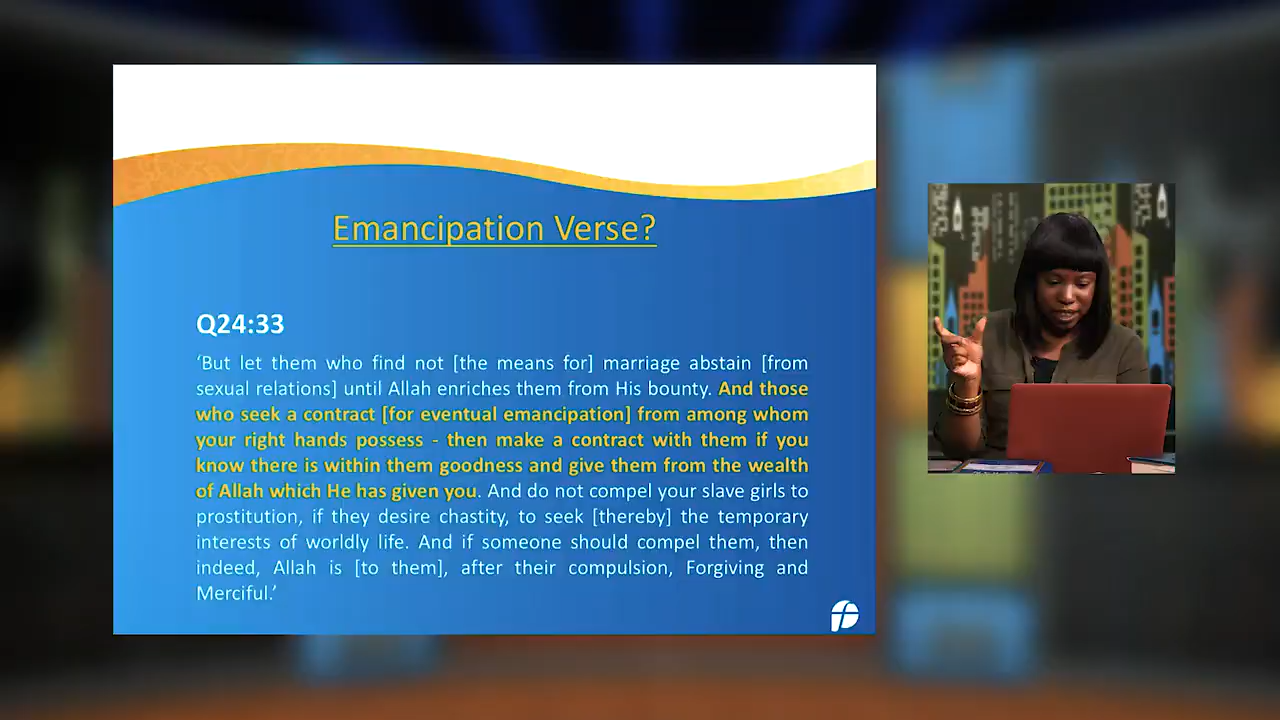 Emancipation Verse?
Q24:33
‘But let them who find not [the means for] marriage abstain [from
sexual relations] until Allah enriches them from His bounty. And those
who seek a contract [for eventual emancipation] from among whom
your right hands possess - then make a contract with them if you
know there is within them goodness and give them from the wealth
of Allah which He has given you. And do not compel your slave girls to
prostitution, if they desire chastity, to seek [thereby] the temporary
interests of worldly life. And if someone should compel them, then
indeed, Allah is [to them], after their compulsion, Forgiving and
Merciful.’